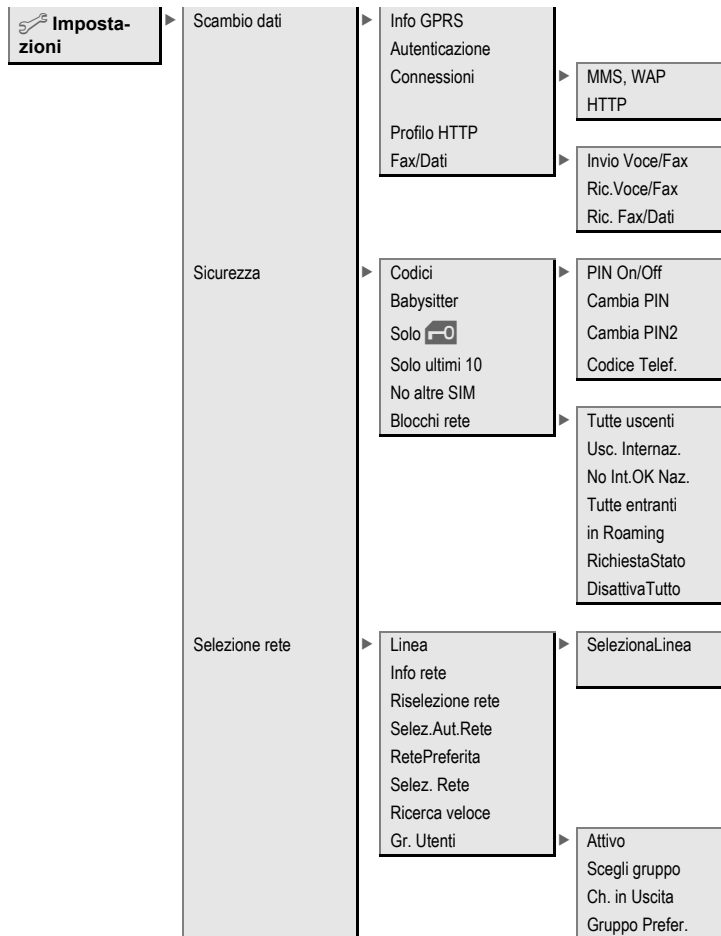 Imposta-
zioni
Scambio dati
Info GPRS
Autenticazione
Connessioni
MMS, WAP
HTTP
Profilo HTTP
Fax/Dati
Invio Voce/Fax
Ric.Voce/Fax
Ric. Fax/Dati
Sicurezza
Codici
PIN On/Off
Cambia PIN
Cambia PIN2
Codice Telef.
Babysitter
Solo
Solo ultimi 10
No altre SIM
Blocchi rete
Tutte uscenti
Usc. Internaz.
No Int.OK Naz.
Tutte entranti
in Roaming
RichiestaStato
DisattivaTutto
Selezione rete
Linea
SelezionaLinea
Info rete
Riselezione rete
Selez.Aut.Rete
RetePreferita
Selez. Rete
Ricerca veloce
Gr. Utenti
Attivo
Scegli gruppo
Ch. in Uscita
Gruppo Prefer.